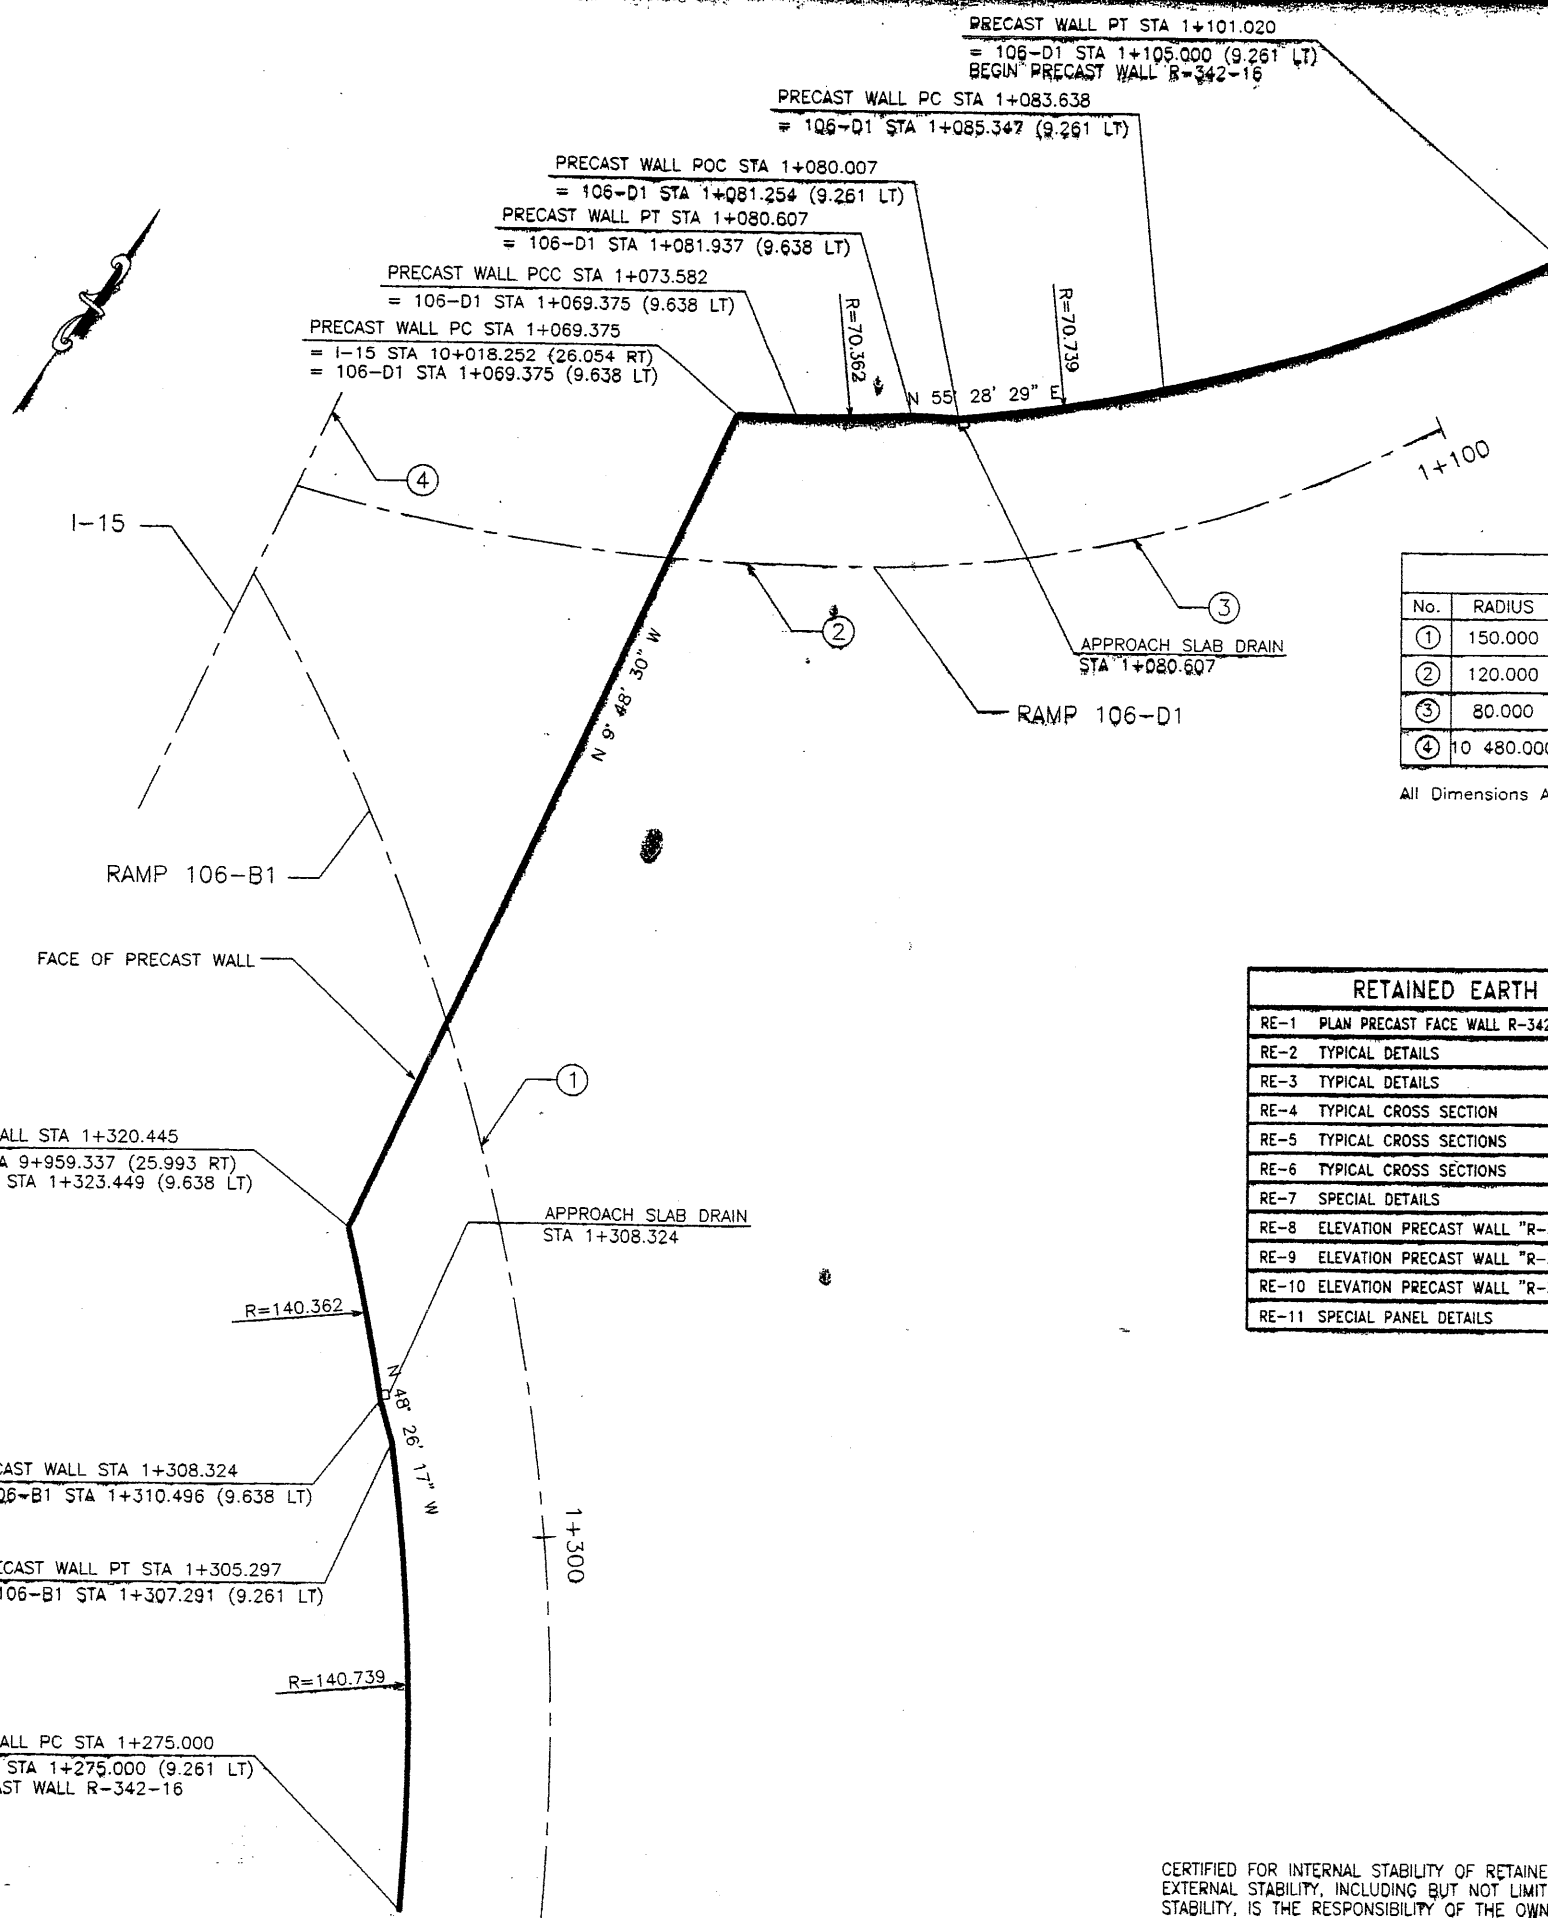 PRECAST WALL PT STA 1+101.020
= 106-D1 STA 1+105.000 (9.261 LT)
BEGIN PRECAST WALL R-342-16
PRECAST WALL PC STA 1+083.638
= 106-D1 STA 1+085.347 (9.261 LT)
PRECAST WALL POC STA 1+080.007
= 106-D1 STA 1+081.254 (9.261 LT)
PRECAST WALL PT STA 1+080.607
= 106-D1 STA 1+081.937 (9.638 LT)
PRECAST WALL PCC STA 1+073.582
= 106-D1 STA 1+069.375 (9.638 LT)
PRECAST WALL PC STA 1+069.375
= I-15 STA 10+018.252 (26.054 RT)
= 106-D1 STA 1+069.375 (9.638 LT)
R=70.362
R=70.739
N 55° 28' 29" E
1+100
4
I-15
3
2
APPROACH SLAB DRAIN
STA 1+080.607
RAMP 106-D1
N 9° 48' 30" W
No. RADIUS
1 150.000
2 120.000
3 80.000
4 10 480.000
All Dimensions A
RAMP 106-B1
FACE OF PRECAST WALL
1
RETAINED EARTH
RE-1 PLAN PRECAST FACE WALL R-342
RE-2 TYPICAL DETAILS
RE-3 TYPICAL DETAILS
RE-4 TYPICAL CROSS SECTION
RE-5 TYPICAL CROSS SECTIONS
RE-6 TYPICAL CROSS SECTIONS
RE-7 SPECIAL DETAILS
RE-8 ELEVATION PRECAST WALL "R-
RE-9 ELEVATION PRECAST WALL "R-
RE-10 ELEVATION PRECAST WALL "R-
RE-11 SPECIAL PANEL DETAILS
ALL STA 1+320.445
A 9+959.337 (25.993 RT)
STA 1+323.449 (9.638 LT)
APPROACH SLAB DRAIN
STA 1+308.324
R=140.362
N 48° 26' 17" W
CAST WALL STA 1+308.324
06-B1 STA 1+310.496 (9.638 LT)
1+300
ECAST WALL PT STA 1+305.297
106-B1 STA 1+307.291 (9.261 LT)
R=140.739
ALL PC STA 1+275.000
STA 1+275.000 (9.261 LT)
AST WALL R-342-16
CERTIFIED FOR INTERNAL STABILITY OF RETAINE
EXTERNAL STABILITY, INCLUDING BUT NOT LIMIT
STABILITY, IS THE RESPONSIBILITY OF THE OWN